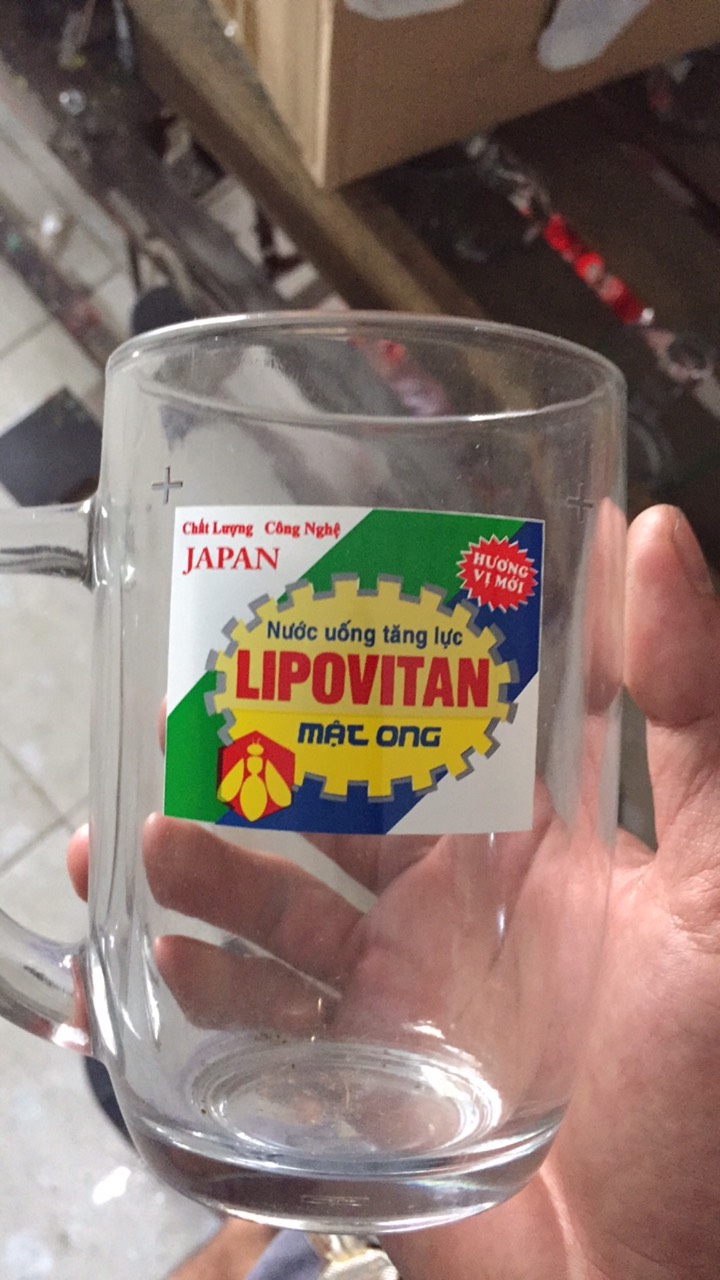 Chất Lượng Công Nghệ
JAPAN
HƯƠNG
VỊ MỚI
Nước uống tăng lực
LIPOVITAN
MẬT ONG